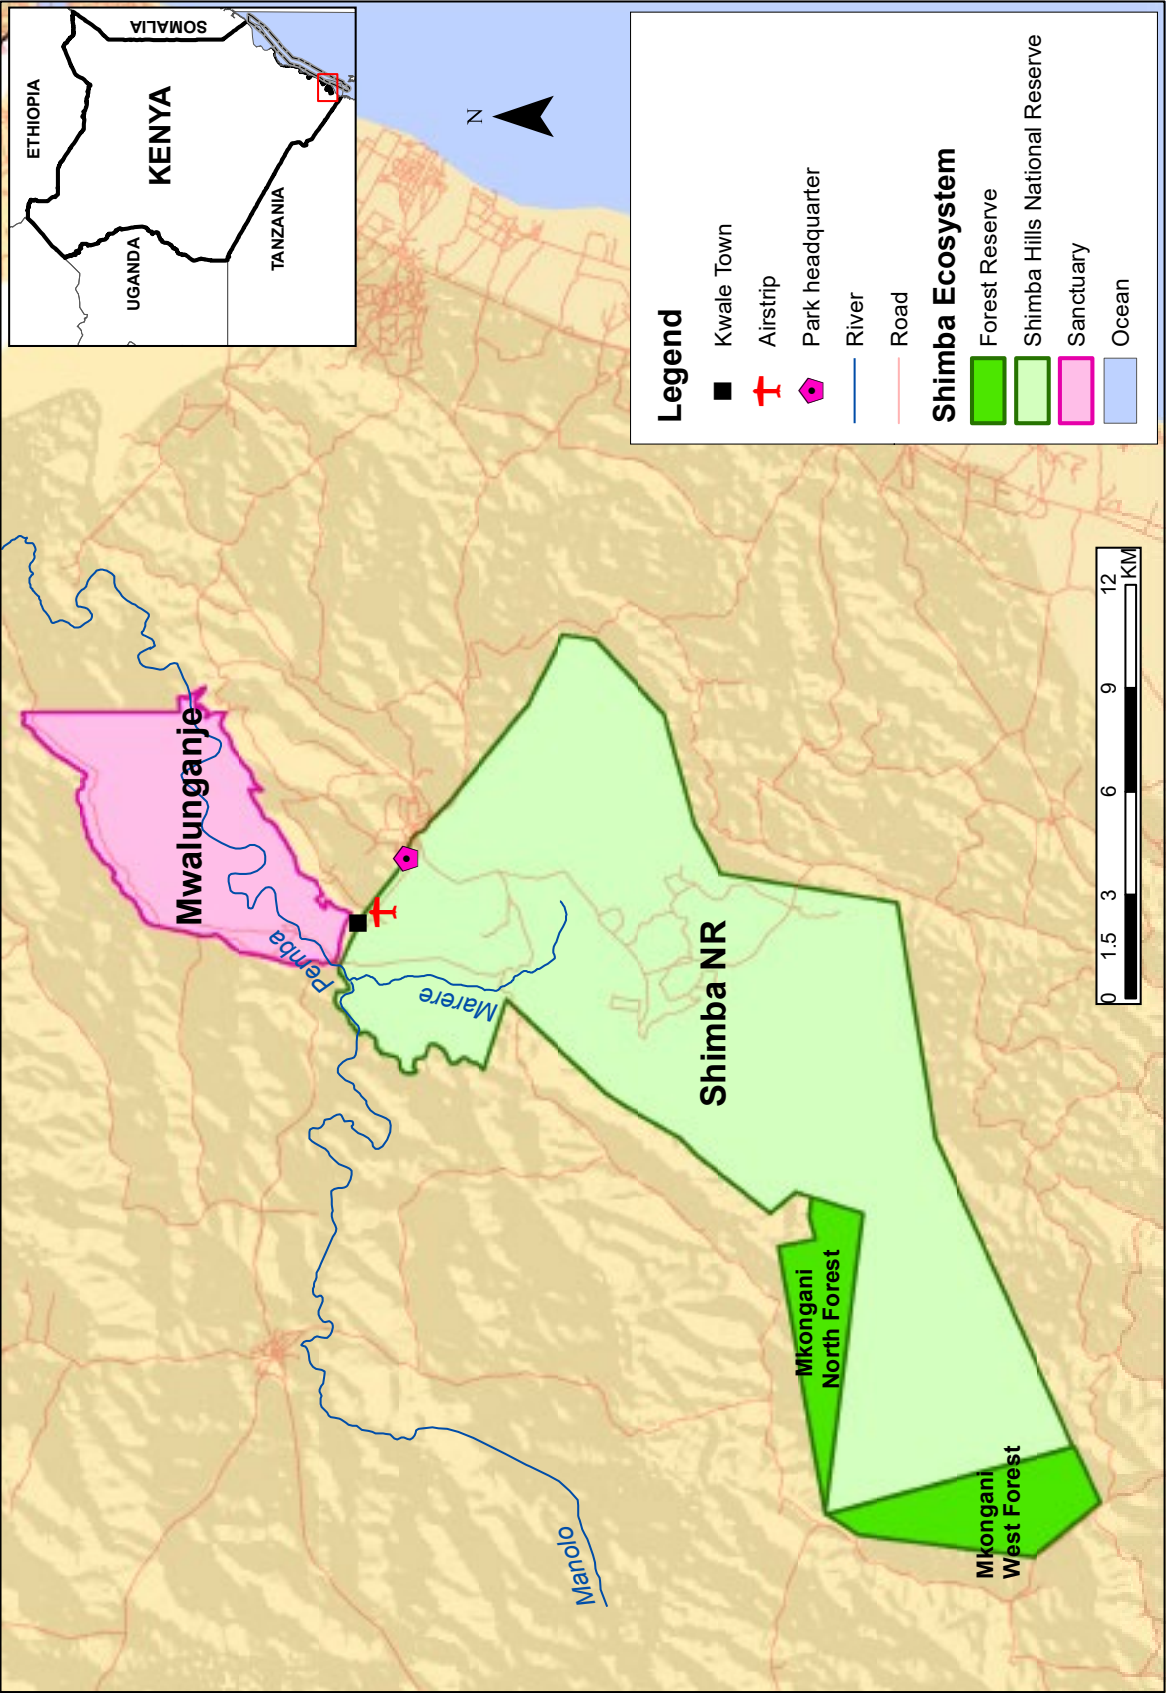 ETHIOPIA
SOMALIA
KENYA
UGANDA
TANZANIA
N
Mwalunganje
Pemba
Marere
Shimba NR
Mkongani
North Forest
Mkongani
West Forest
Manolo
Legend
Kwale Town
Airstrip
Park headquarter
River
Road
Shimba Ecosystem
Forest Reserve
Shimba Hills National Reserve
Sanctuary
Ocean
0 1.5 3 6 9 12
KM